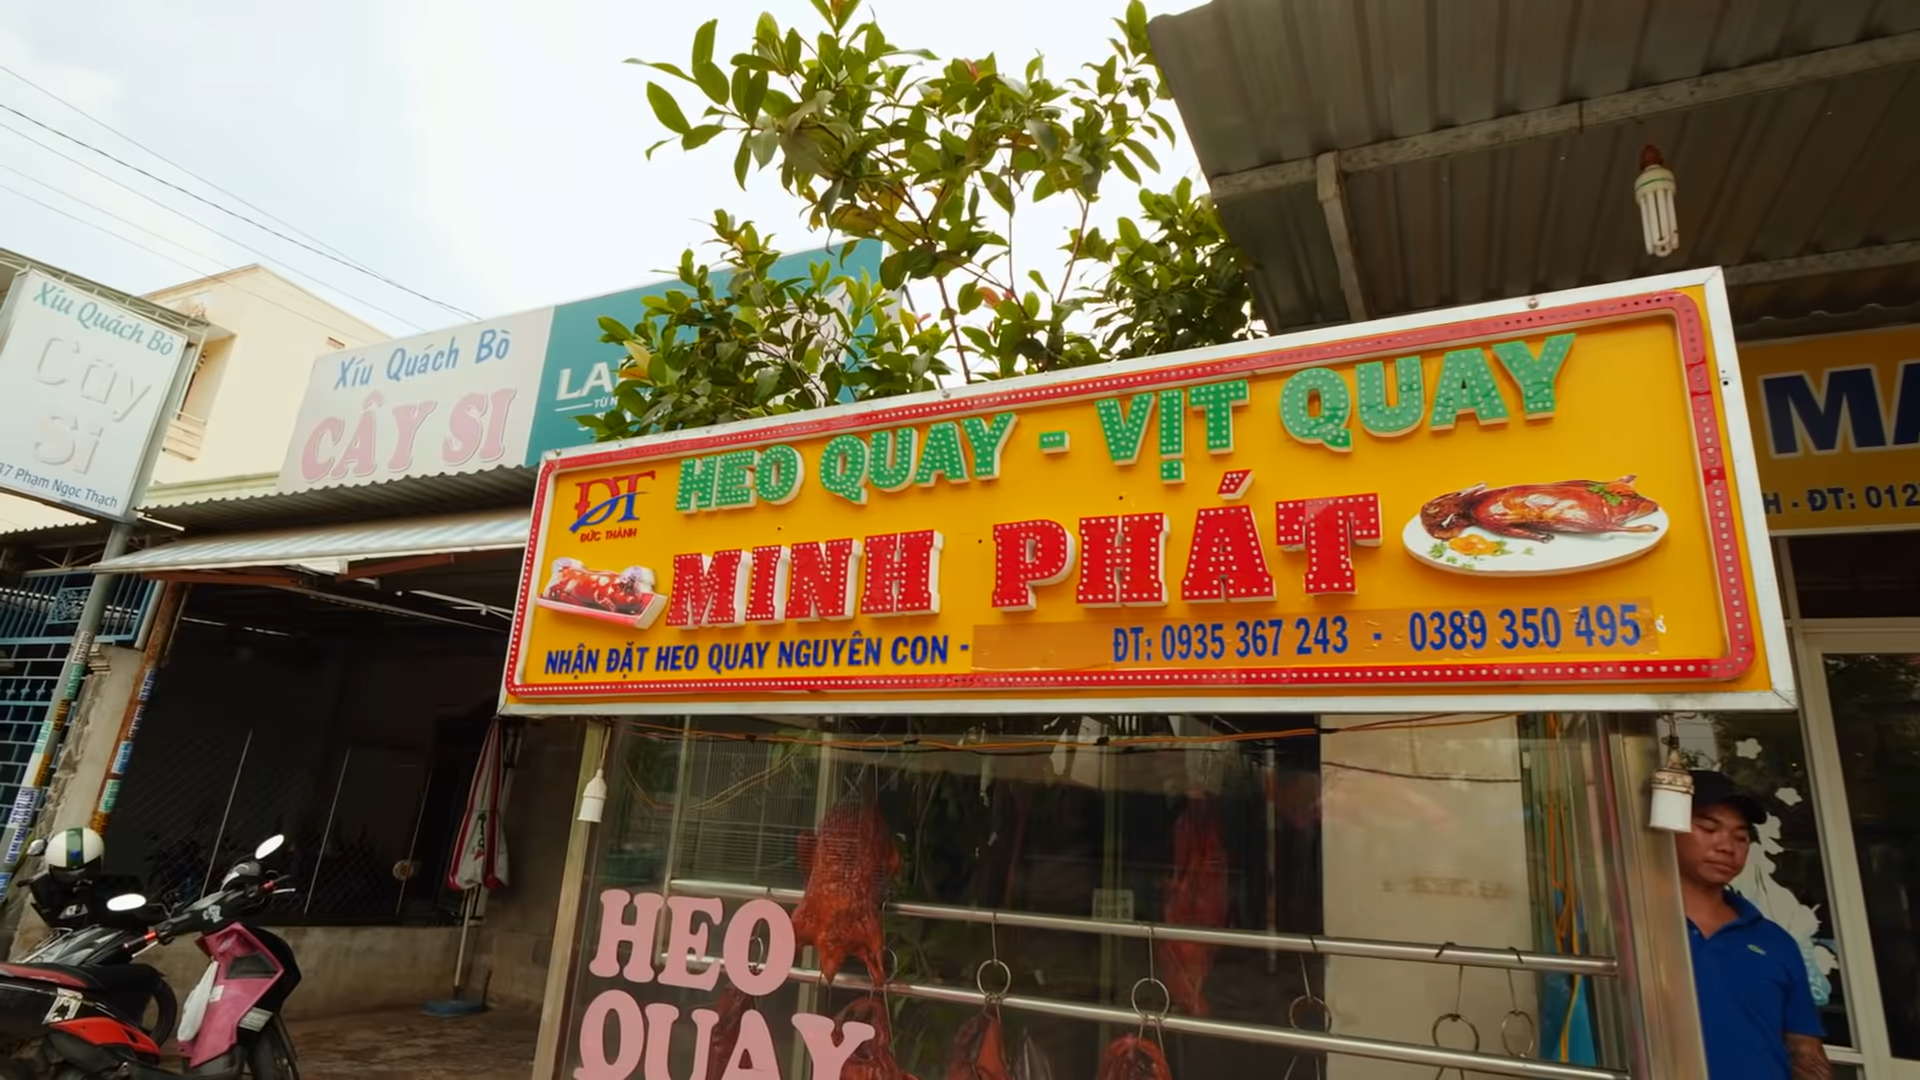 Xíu Quách Bò
Cây
Si
37 Phạm Ngọc Thạch
Xíu Quách Bò
CÂY SI
HEO QUAY - VỊT QUAY
ĐT
ĐỨC THÀNH
MINH PHÁT
NHẬN ĐẶT HEO QUAY NGUYÊN CON - ĐT: 0935 367 243 - 0389 350 495
HEO
QUAY
ĐT: 012